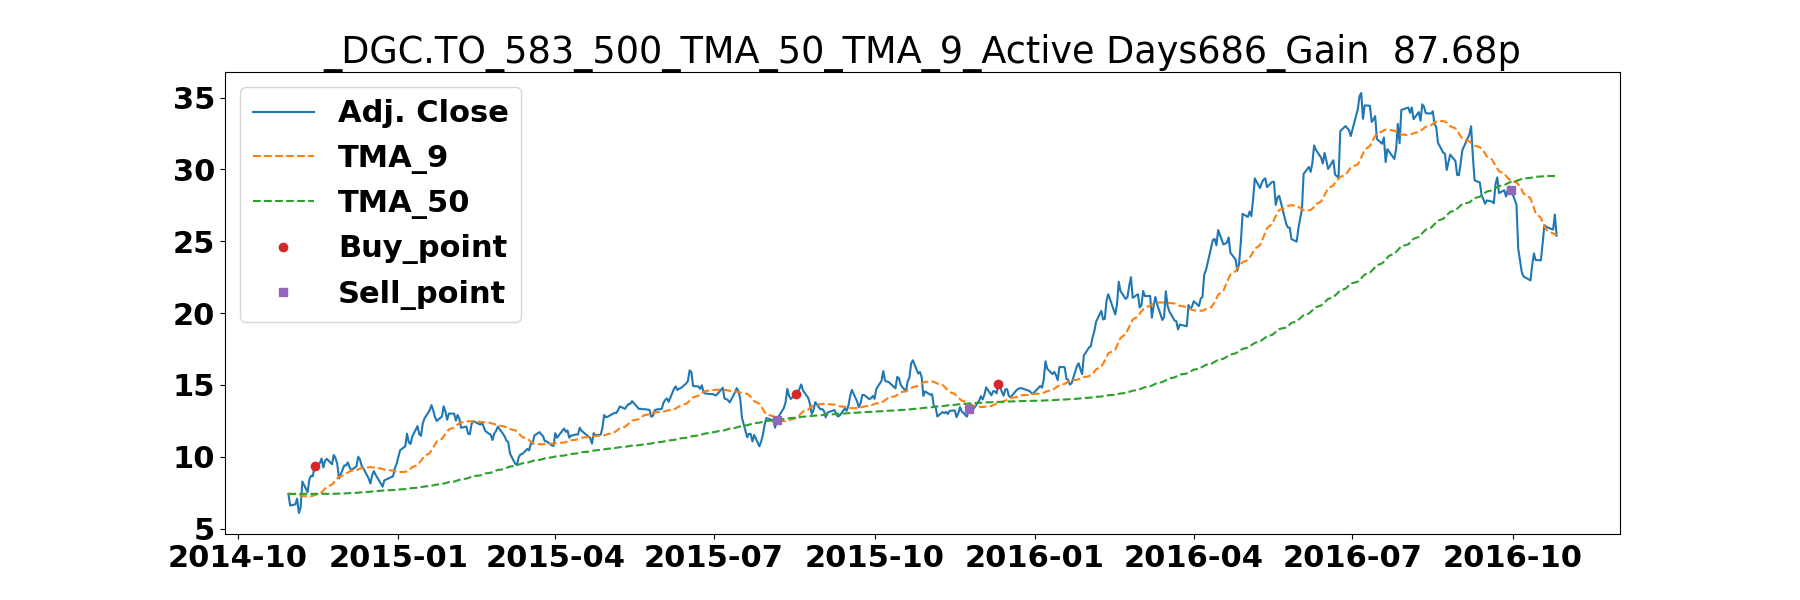 _DGC.TO_583_500_TMA_50_TMA_9_Active Days686_Gain  87.68p
Adj. Close
TMA_9
TMA_50
Buy_point
Sell_point
35
30
25
20
15
10
5
2014-10 2015-01 2015-04 2015-07 2015-10 2016-01 2016-04 2016-07 2016-10